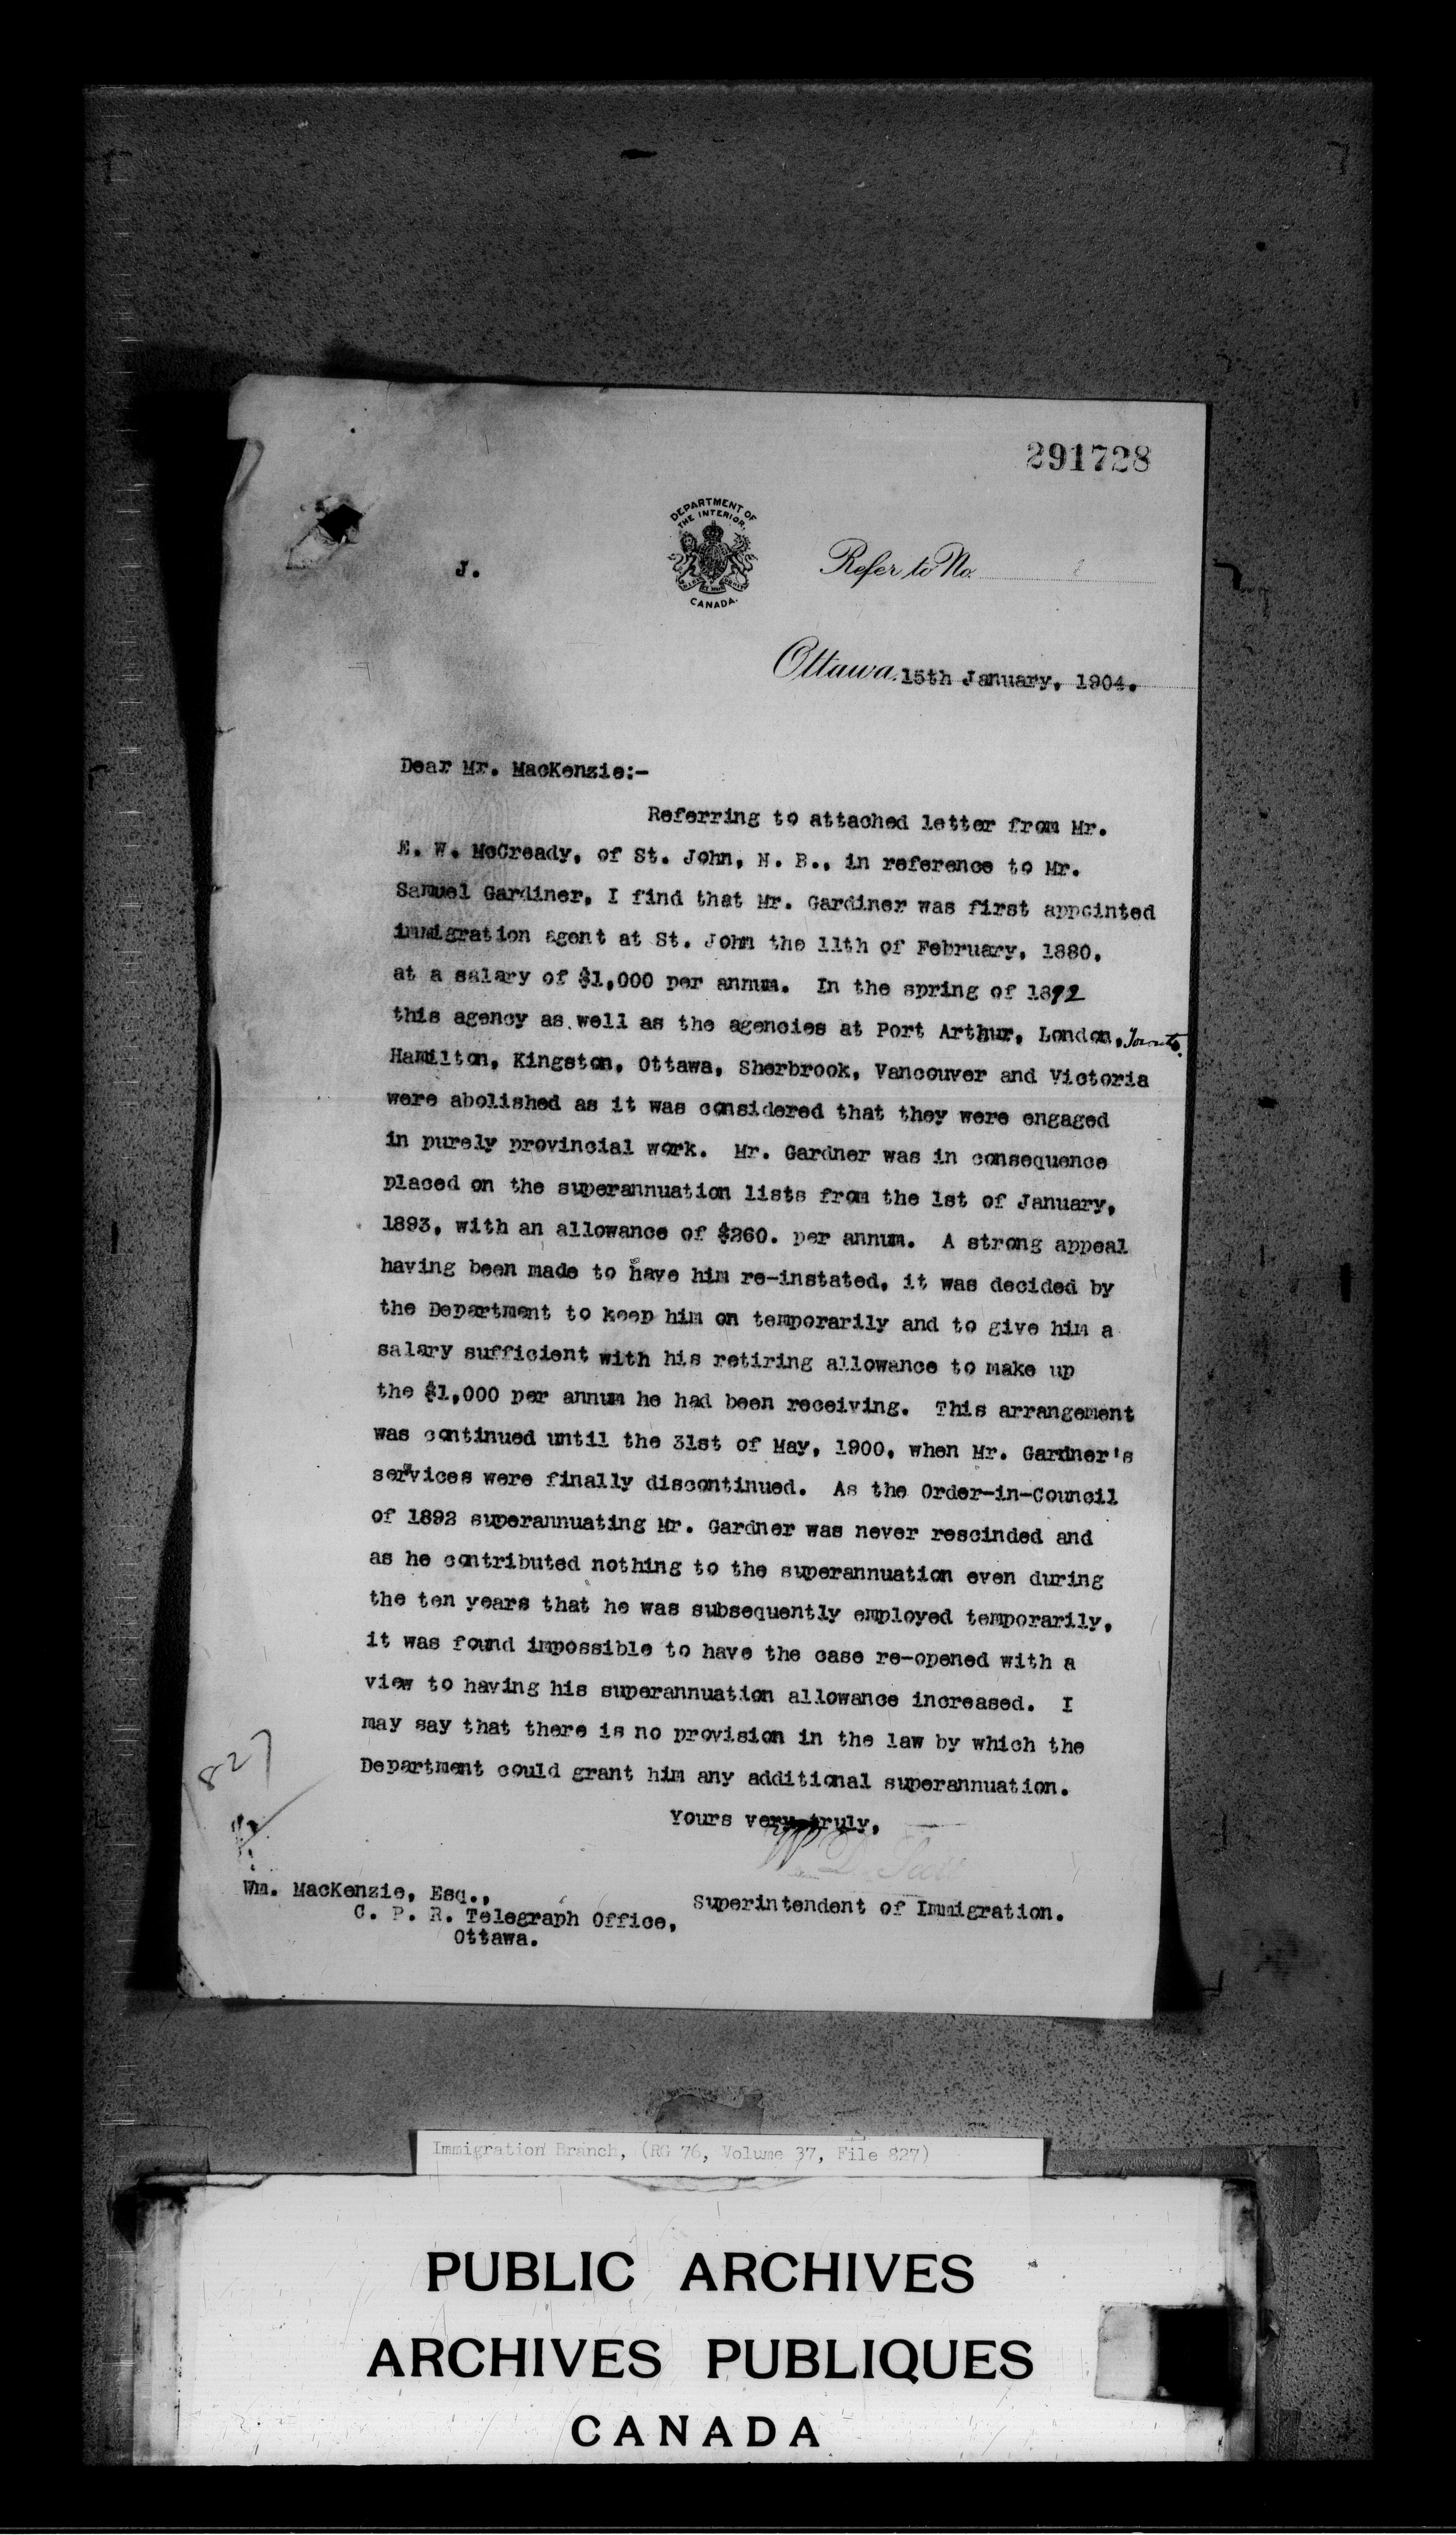 291728
DEPARTMENT OF
THE INTERIOR,
CANADA.
J.
Refer to No.
Ottawa, 15th January, 1904.
Dear Mr. MacKenzie:-
Referring to attached letter from Mr.
E. W. McCready, of St. John, N. B., in reference to Mr.
Samuel Gardiner, I find that Mr. Gardiner was first appointed
immigration agent at St. John the 11th of February, 1880,
at a salary of $1,000 per annum. In the spring of 1892
this agency as well as the agencies at Port Arthur, London, Toronto.
Hamilton, Kingston, Ottawa, Sherbrook, Vancouver and Victoria
were abolished as it was considered that they were engaged
in purely provincial work. Mr. Gardner was in consequence
placed on the superannuation lists from the 1st of January,
1893, with an allowance of $260. per annum. A strong appeal
having been made to have him re-instated, it was decided by
the Department to keep him on temporarily and to give him a
salary sufficient with his retiring allowance to make up
the $1,000 per annum he had been receiving. This arrangement
was continued until the 31st of May, 1900, when Mr. Gardner's
services were finally discontinued. As the Order-in-Council
of 1892 superannuating Mr. Gardner was never rescinded and
as he contributed nothing to the superannuation even during
the ten years that he was subsequently employed temporarily,
it was found impossible to have the case re-opened with a
view to having his superannuation allowance increased. I
may say that there is no provision in the law by which the
Department could grant him any additional superannuation.
827
Yours very truly,
W. D. Scott
Superintendent of Immigration.
Wm. MacKenzie, Esq.,
C. P. R. Telegraph Office,
Ottawa.
Immigration Branch, (RG 76, Volume 37, File 827)
PUBLIC ARCHIVES
ARCHIVES PUBLIQUES
CANADA